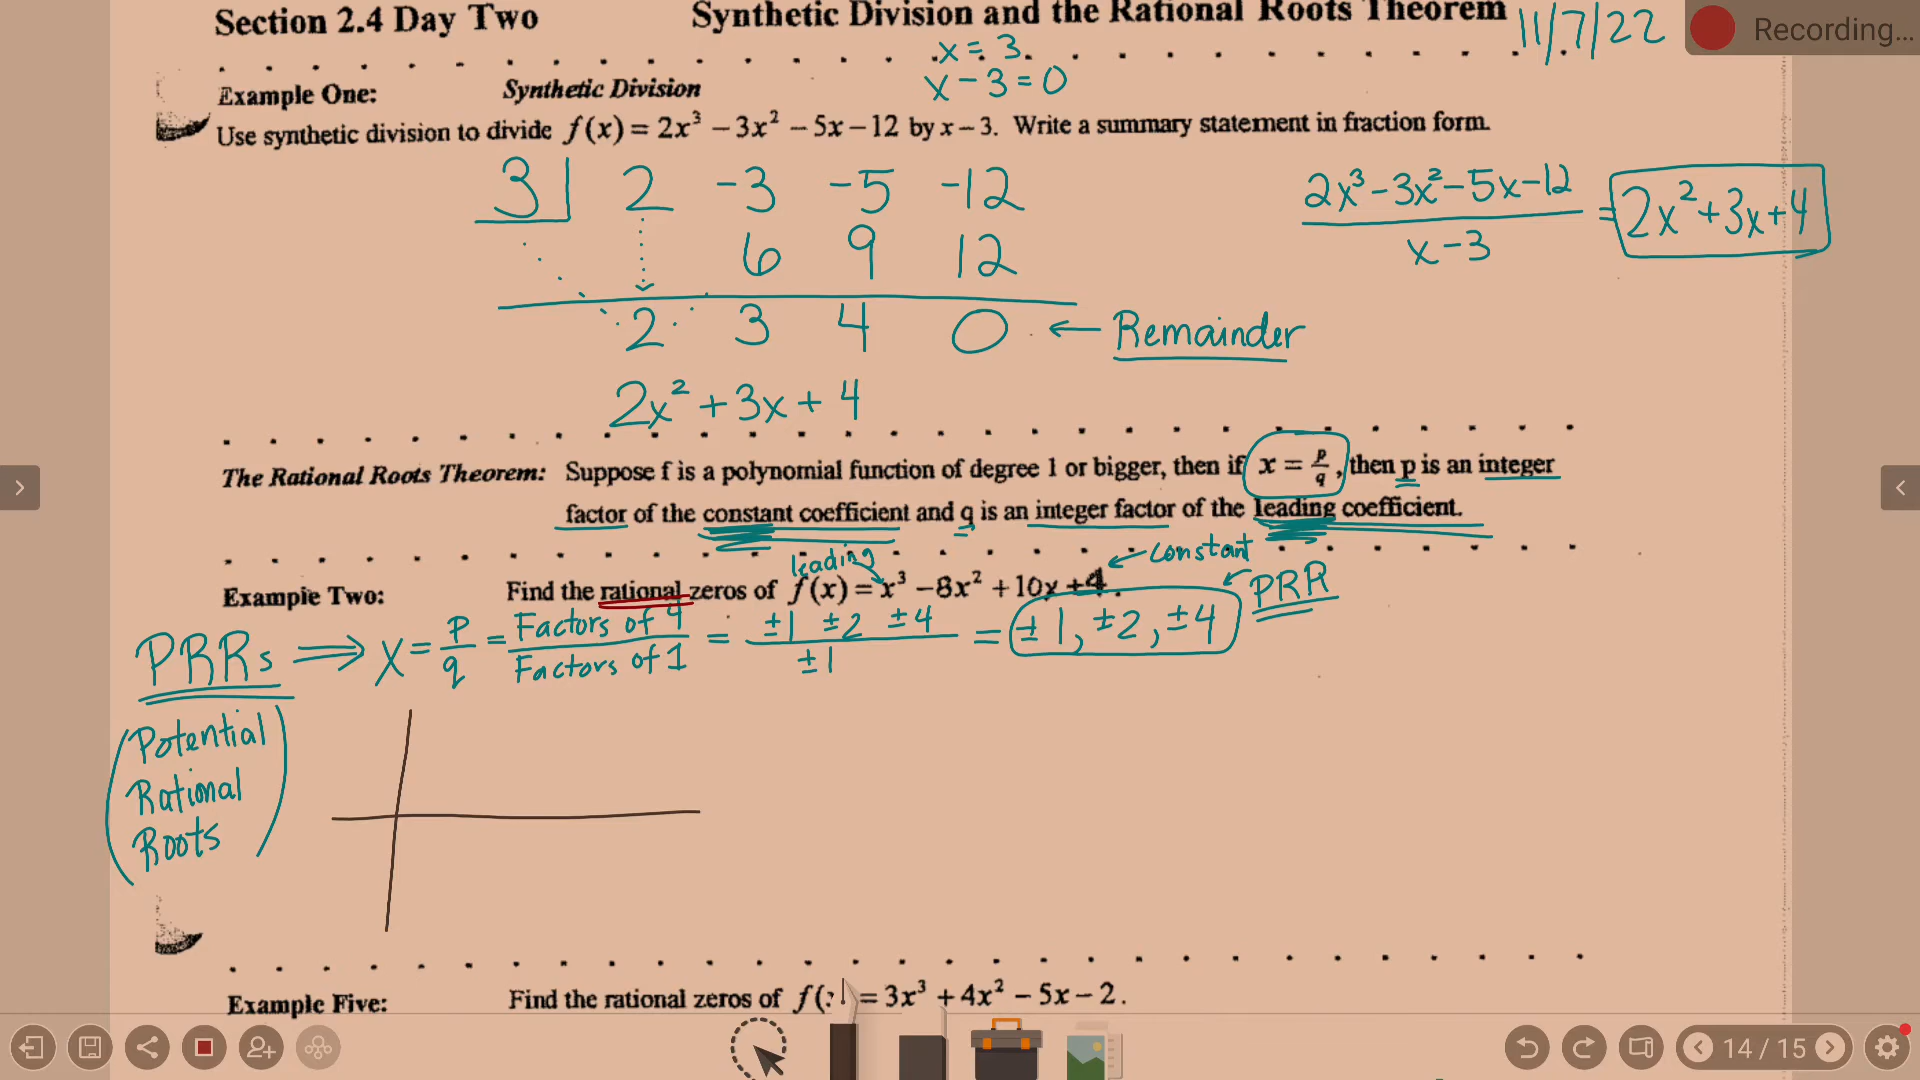 Section 2.4 Day Two Synthetic Division and the Rational Roots Theorem 11/7/22 Recording...
x = 3
Example One: Synthetic Division x - 3 = 0
Use synthetic division to divide f(x) = 2x³ - 3x² - 5x - 12 by x - 3. Write a summary statement in fraction form.
3 2 -3 -5 -12
6 9 12
2 3 4 0 ← Remainder
2x² + 3x + 4
2x³ - 3x² - 5x - 12
x - 3
= 2x² + 3x + 4
The Rational Roots Theorem: Suppose f is a polynomial function of degree 1 or bigger, then if x = p/q, then p is an integer
factor of the constant coefficient and q is an integer factor of the leading coefficient.
leading constant
Example Two: Find the rational zeros of f(x) = x³ - 8x² + 10x + 4. PRR
PRRs ⟹ x = p/q = Factors of 4 / Factors of 1 = ±1 ±2 ±4 / ±1 = ±1, ±2, ±4
(Potential
Rational
Roots)
Example Five: Find the rational zeros of f( = 3x³ + 4x² - 5x - 2.
14 / 15